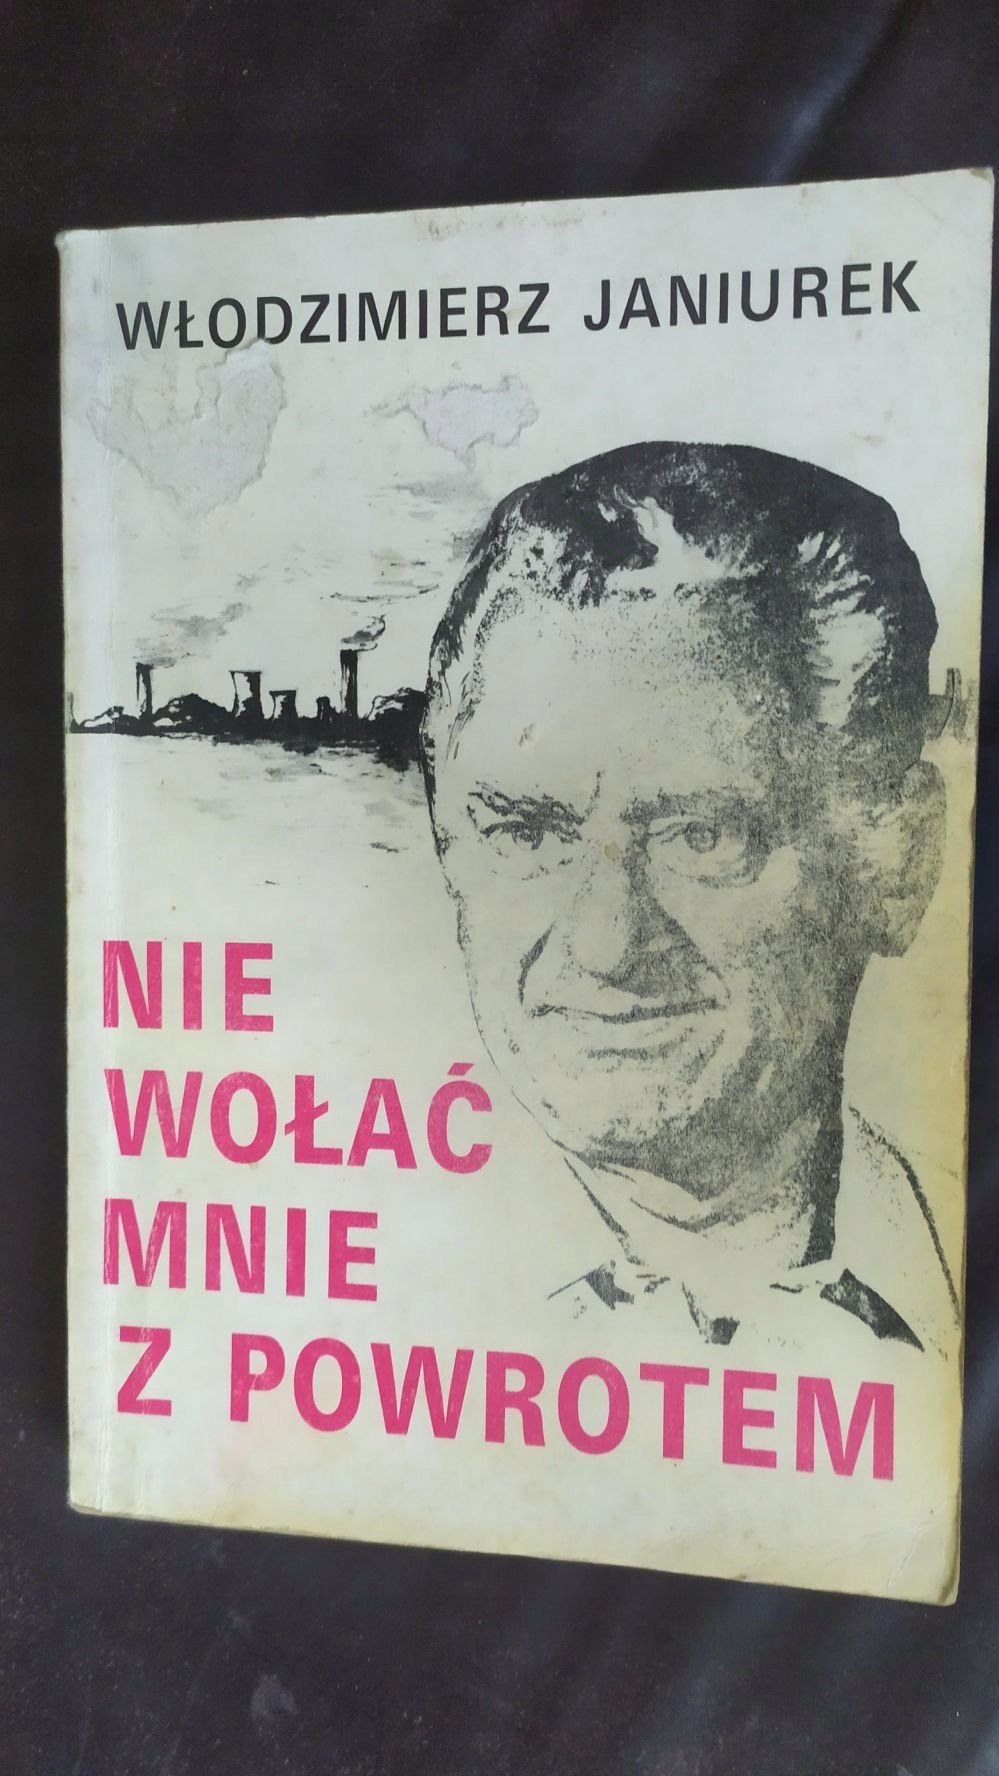 WŁODZIMIERZ JANIUREK
NIE
WOŁAĆ
MNIE
Z POWROTEM